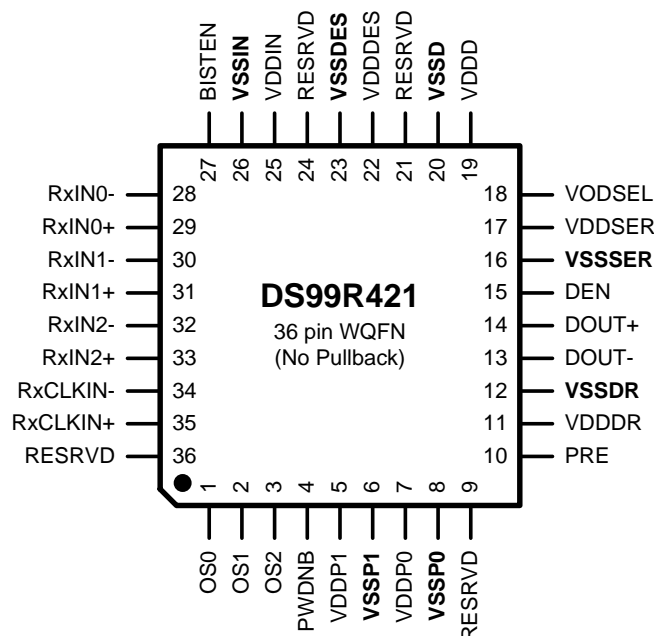 BISTEN
VSSIN
VDDIN
RESRVD
VSSDES
VDDDES
RESRVD
VSSD
VDDD
27 26 25 24 23 22 21 20 19
RxIN0- 28
RxIN0+ 29
RxIN1- 30
RxIN1+ 31
RxIN2- 32
RxIN2+ 33
RxCLKIN- 34
RxCLKIN+ 35
RESRVD 36
DS99R421
36 pin WQFN
(No Pullback)
18 VODSEL
17 VDDSER
16 VSSSER
15 DEN
14 DOUT+
13 DOUT-
12 VSSDR
11 VDDDR
10 PRE
1 2 3 4 5 6 7 8 9
OS0
OS1
OS2
PWDNB
VDDP1
VSSP1
VDDP0
VSSP0
RESRVD